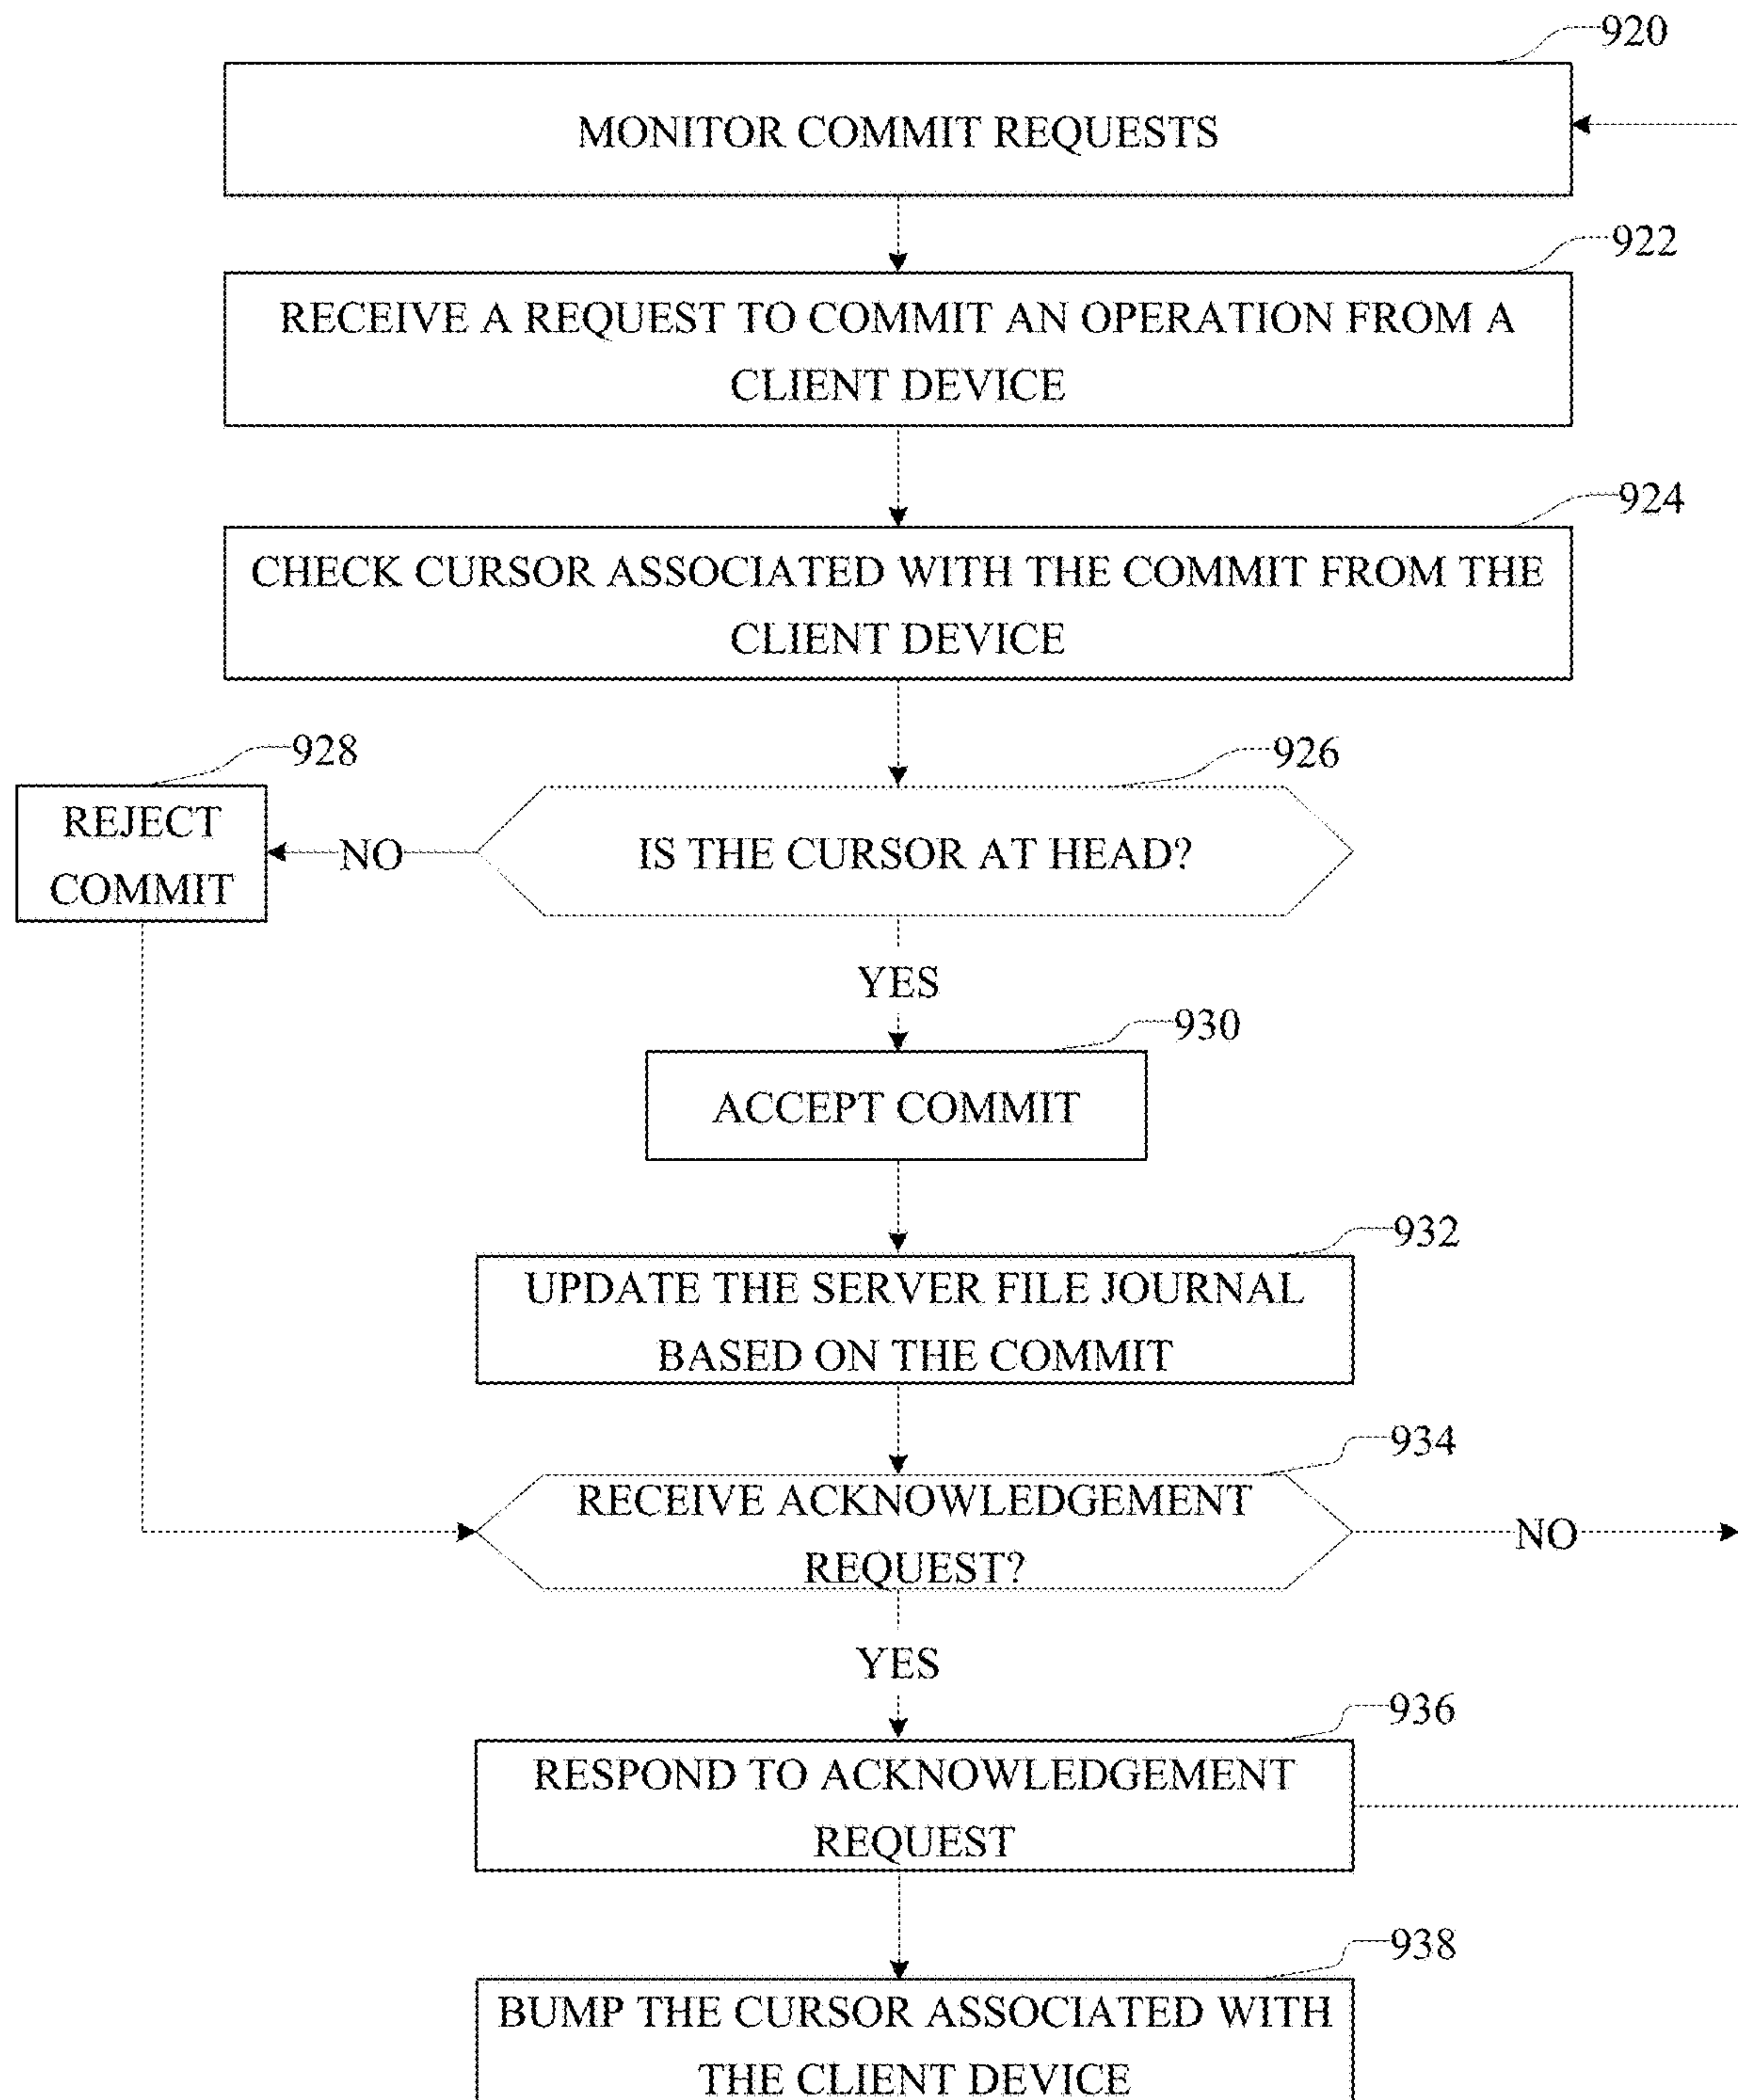 920
MONITOR COMMIT REQUESTS
922
RECEIVE A REQUEST TO COMMIT AN OPERATION FROM A
CLIENT DEVICE
924
CHECK CURSOR ASSOCIATED WITH THE COMMIT FROM THE
CLIENT DEVICE
928
REJECT
COMMIT
NO
926
IS THE CURSOR AT HEAD?
YES
930
ACCEPT COMMIT
932
UPDATE THE SERVER FILE JOURNAL
BASED ON THE COMMIT
934
RECEIVE ACKNOWLEDGEMENT
REQUEST?
NO
YES
936
RESPOND TO ACKNOWLEDGEMENT
REQUEST
938
BUMP THE CURSOR ASSOCIATED WITH
THE CLIENT DEVICE